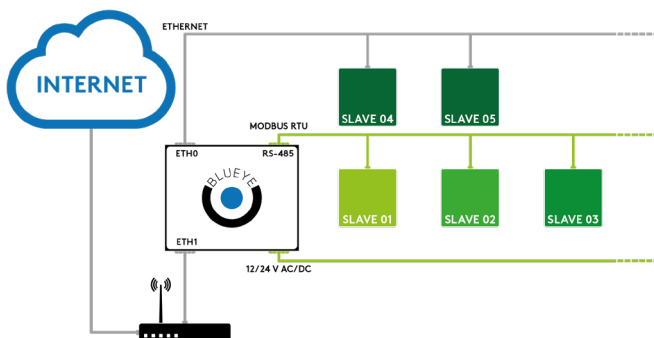 ETHERNET
INTERNET
SLAVE 04
SLAVE 05
MODBUS RTU
ETH0
RS-485
BLUEYE
SLAVE 01
SLAVE 02
SLAVE 03
ETH1
12/24 V AC/DC